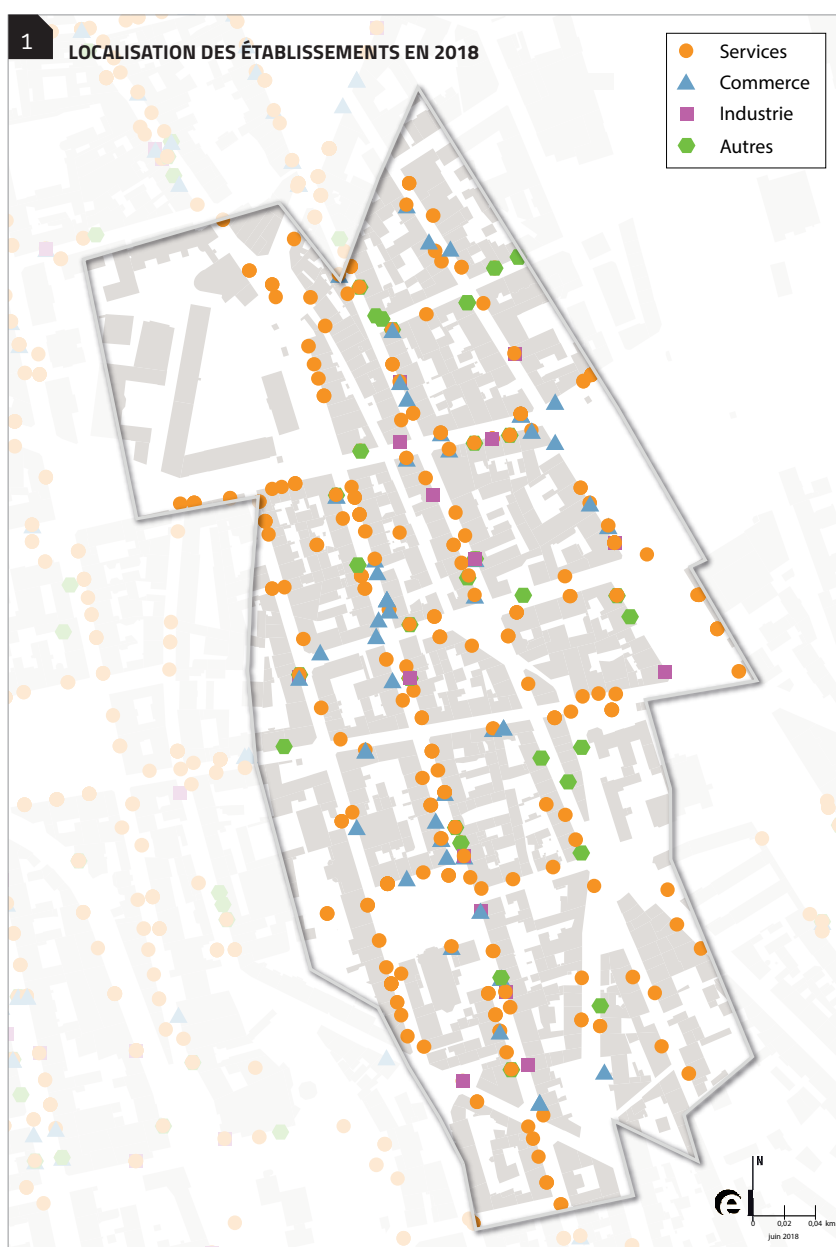 1
LOCALISATION DES ÉTABLISSEMENTS EN 2018
Services
Commerce
Industrie
Autres
N
e
0 0,02 0,04 km
juin 2018